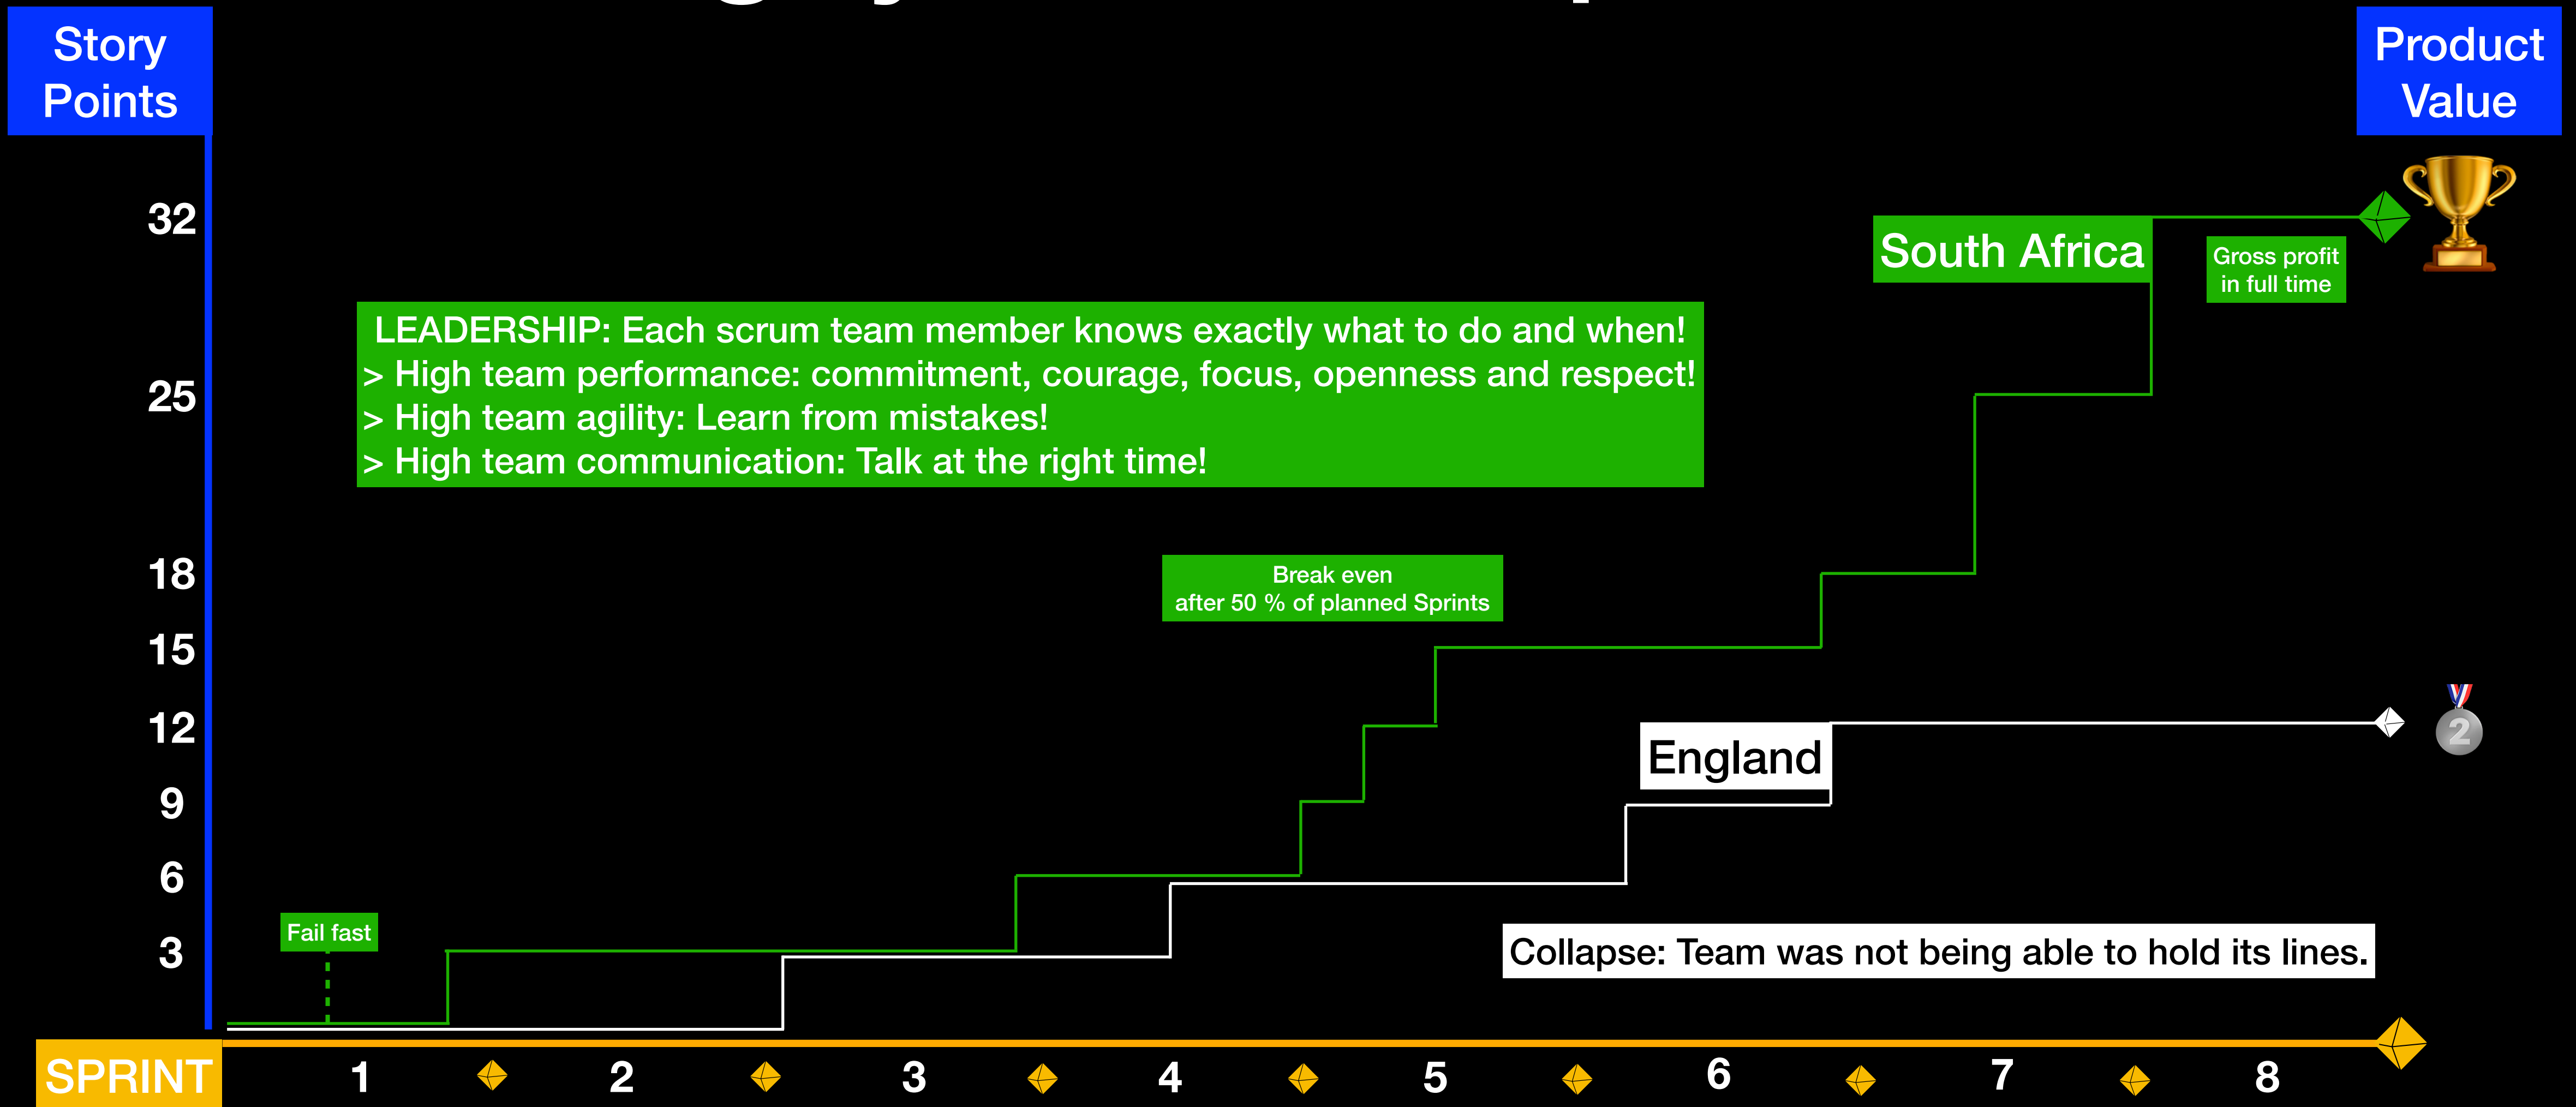 Story
Points
Product
Value
32
South Africa
Gross profit
in full time
LEADERSHIP: Each scrum team member knows exactly what to do and when!
> High team performance: commitment, courage, focus, openness and respect!
> High team agility: Learn from mistakes!
> High team communication: Talk at the right time!
25
18
Break even
after 50 % of planned Sprints
15
12
2
England
9
6
Fail fast
3
Collapse: Team was not being able to hold its lines.
SPRINT 1 2 3 4 5 6 7 8